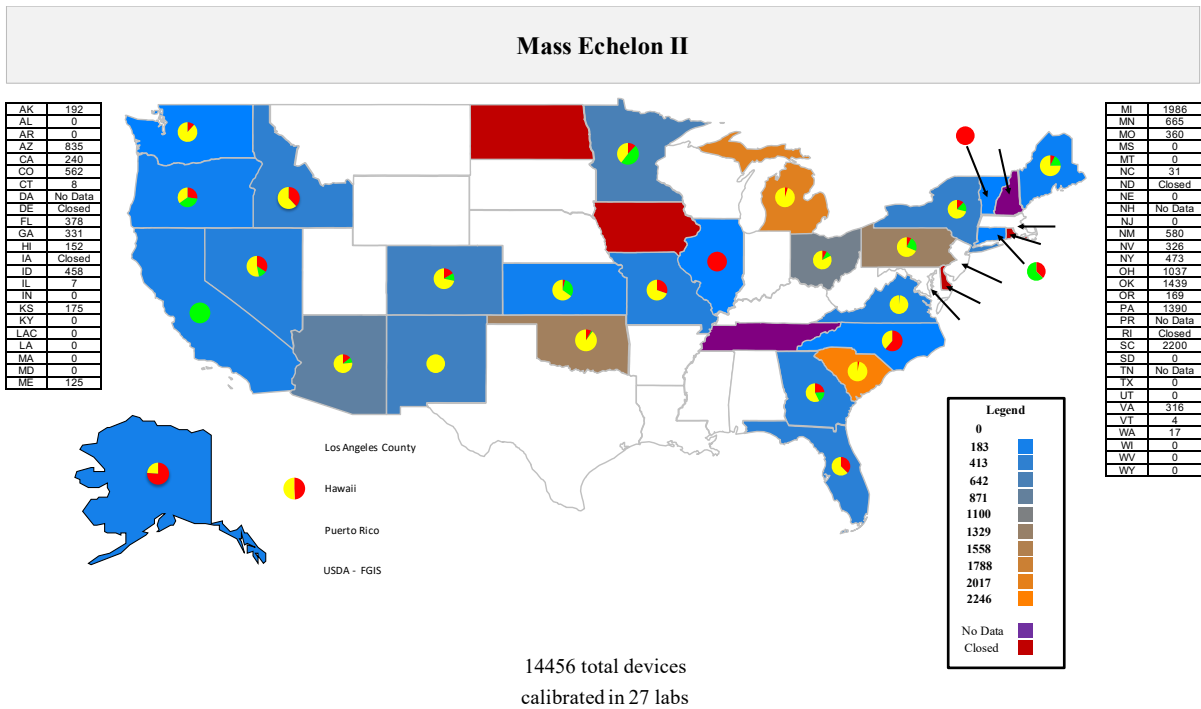 Mass Echelon II
AK 192
AL 0
AR 0
AZ 835
CA 240
CO 562
CT 8
DA No Data
DE Closed
FL 378
GA 331
HI 152
IA Closed
ID 458
IL 7
IN 0
KS 175
KY 0
LAC 0
LA 0
MA 0
MD 0
ME 125
MI 1986
MN 665
MO 360
MS 0
MT 0
NC 31
ND Closed
NE 0
NH No Data
NJ 0
NM 580
NV 326
NY 473
OH 1037
OK 1439
OR 169
PA 1390
PR No Data
RI Closed
SC 2200
SD 0
TN No Data
TX 0
UT 0
VA 316
VT 4
WA 17
WI 0
WV 0
WY 0
Los Angeles County
Hawaii
Puerto Rico
USDA - FGIS
Legend
0
183
413
642
871
1100
1329
1558
1788
2017
2246
No Data
Closed
14456 total devices
calibrated in 27 labs